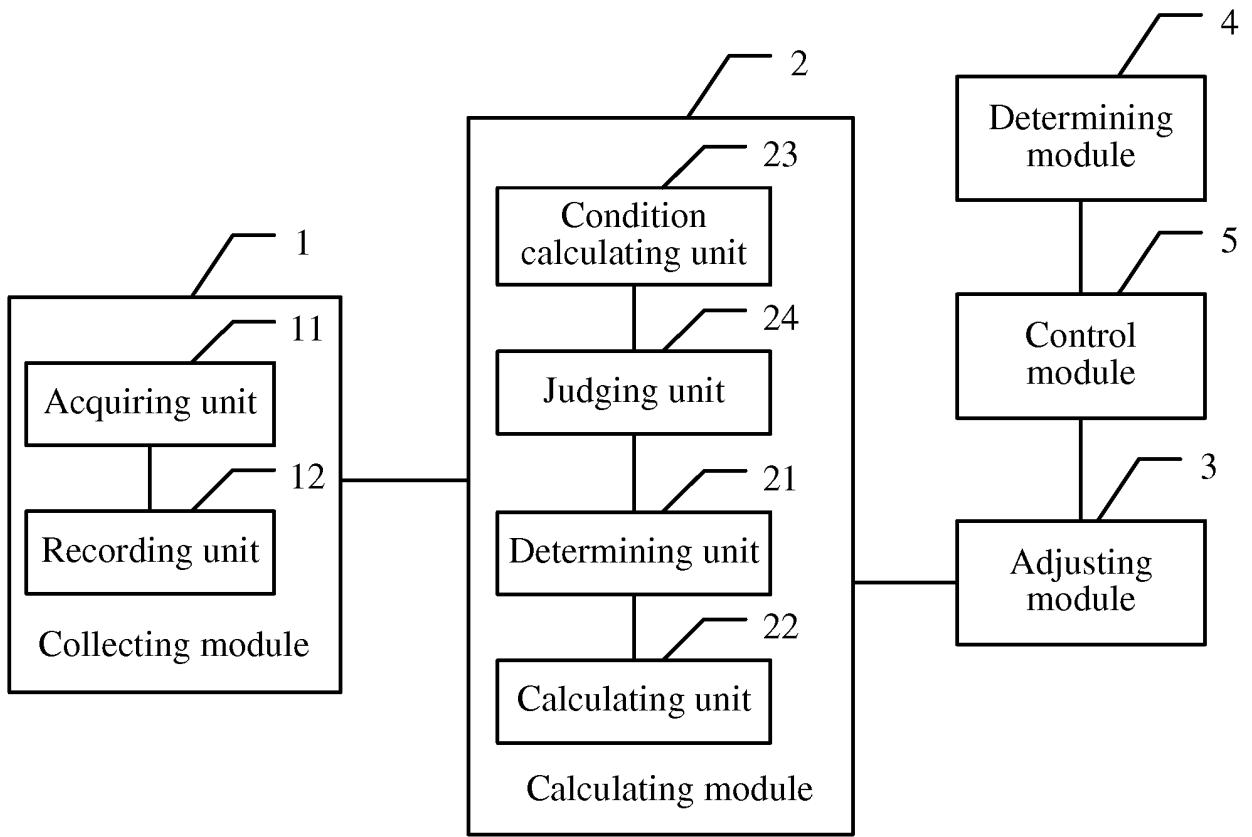 1
11
Acquiring unit
12
Recording unit
Collecting module
2
23
Condition
calculating unit
24
Judging unit
21
Determining unit
22
Calculating unit
Calculating module
4
Determining
module
5
Control
module
3
Adjusting
module